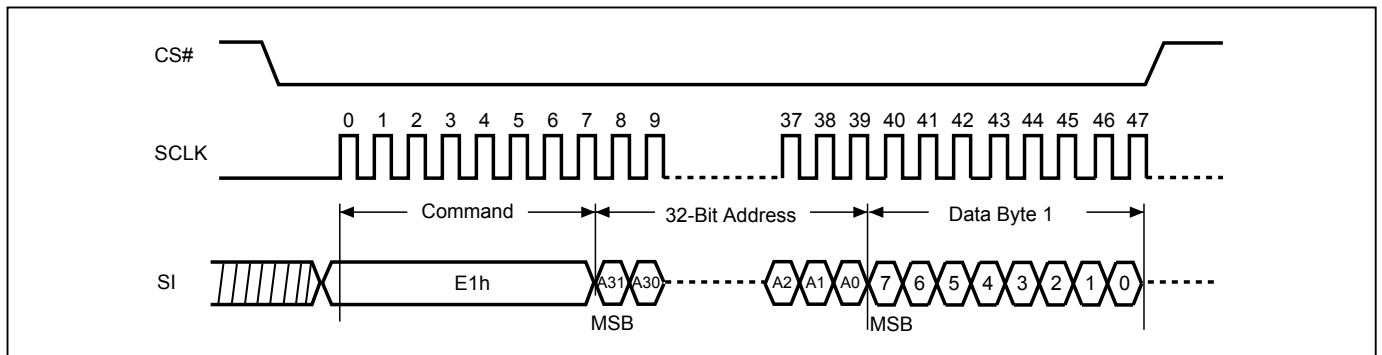 CS#
0 1 2 3 4 5 6 7 8 9 37 38 39 40 41 42 43 44 45 46 47
SCLK
Command 32-Bit Address Data Byte 1
SI E1h A31 A30 A2 A1 A0 7 6 5 4 3 2 1 0
MSB MSB